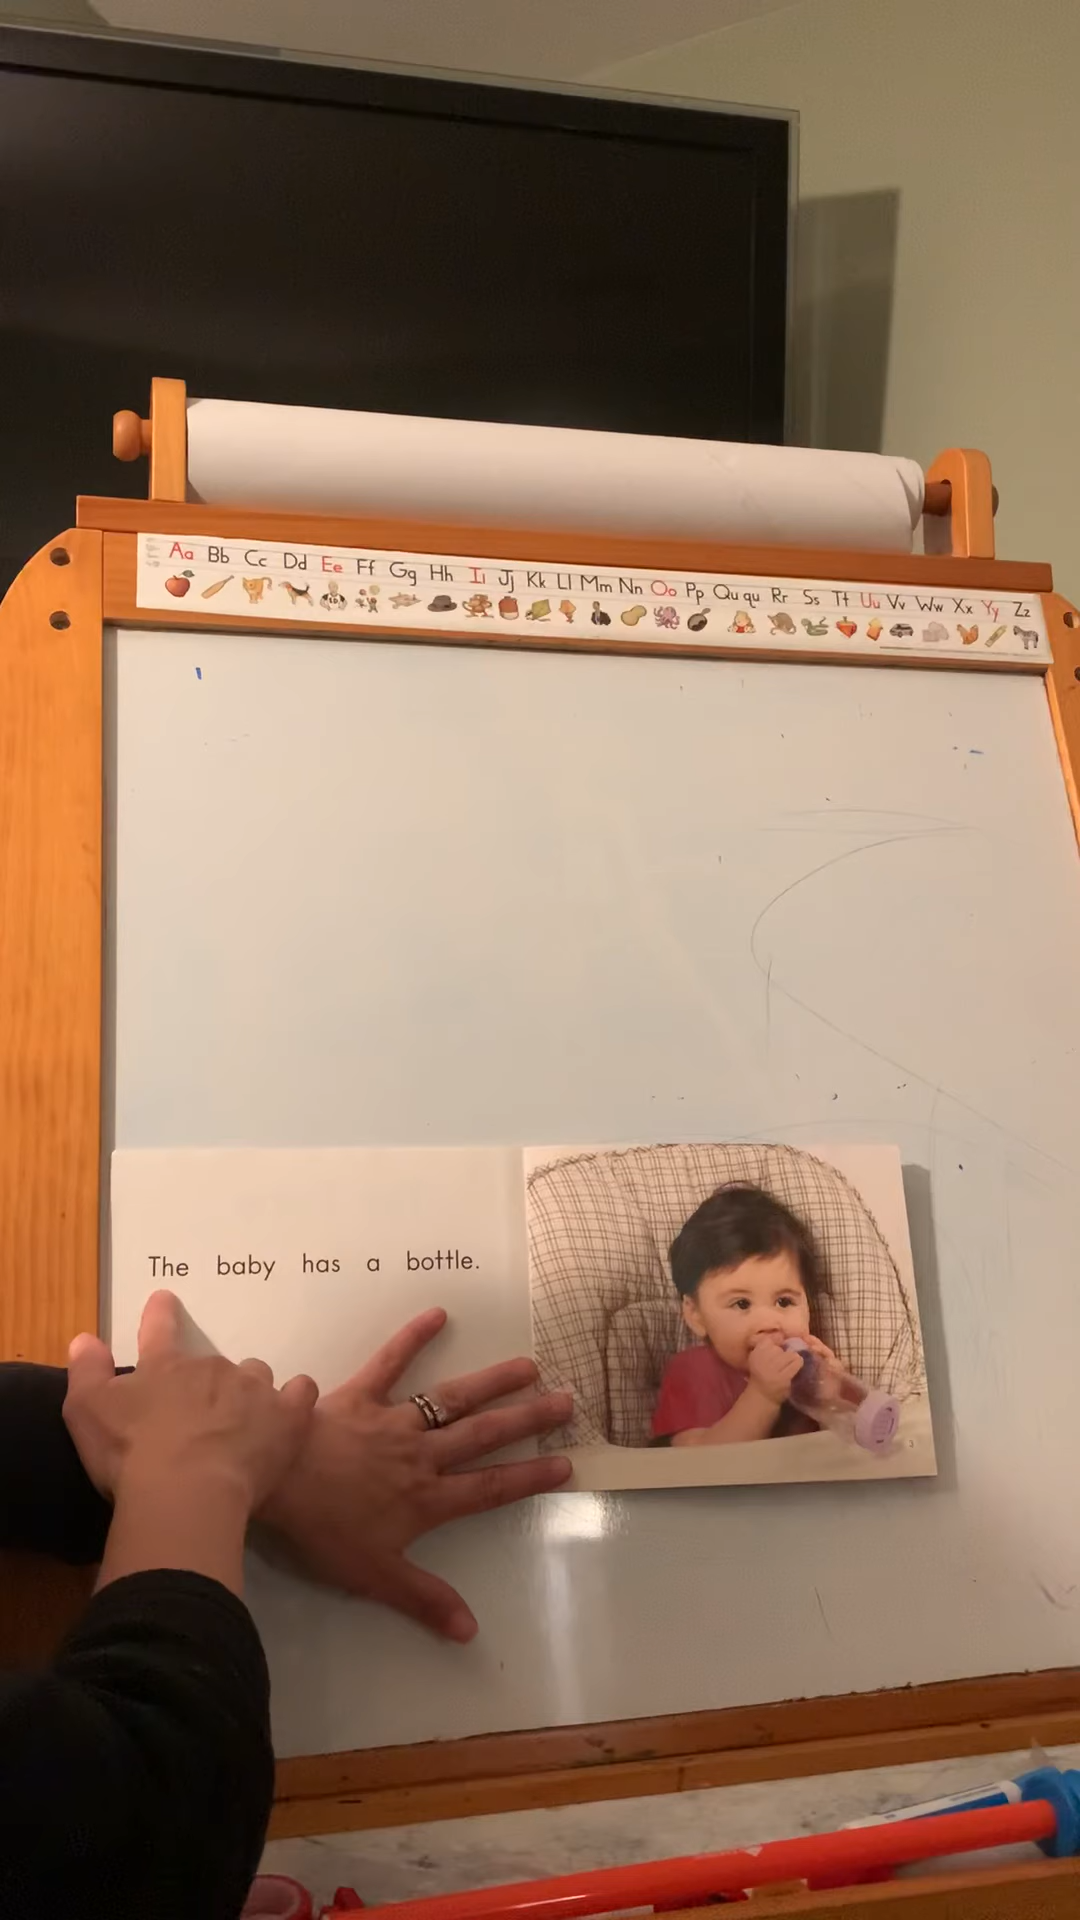 Aa Bb Cc Dd Ee Ff Gg Hh Ii Jj Kk Ll Mm Nn Oo Pp Qu qu Rr Ss Tt Uu Vv Ww Xx Yy Zz
The baby has a bottle.
3